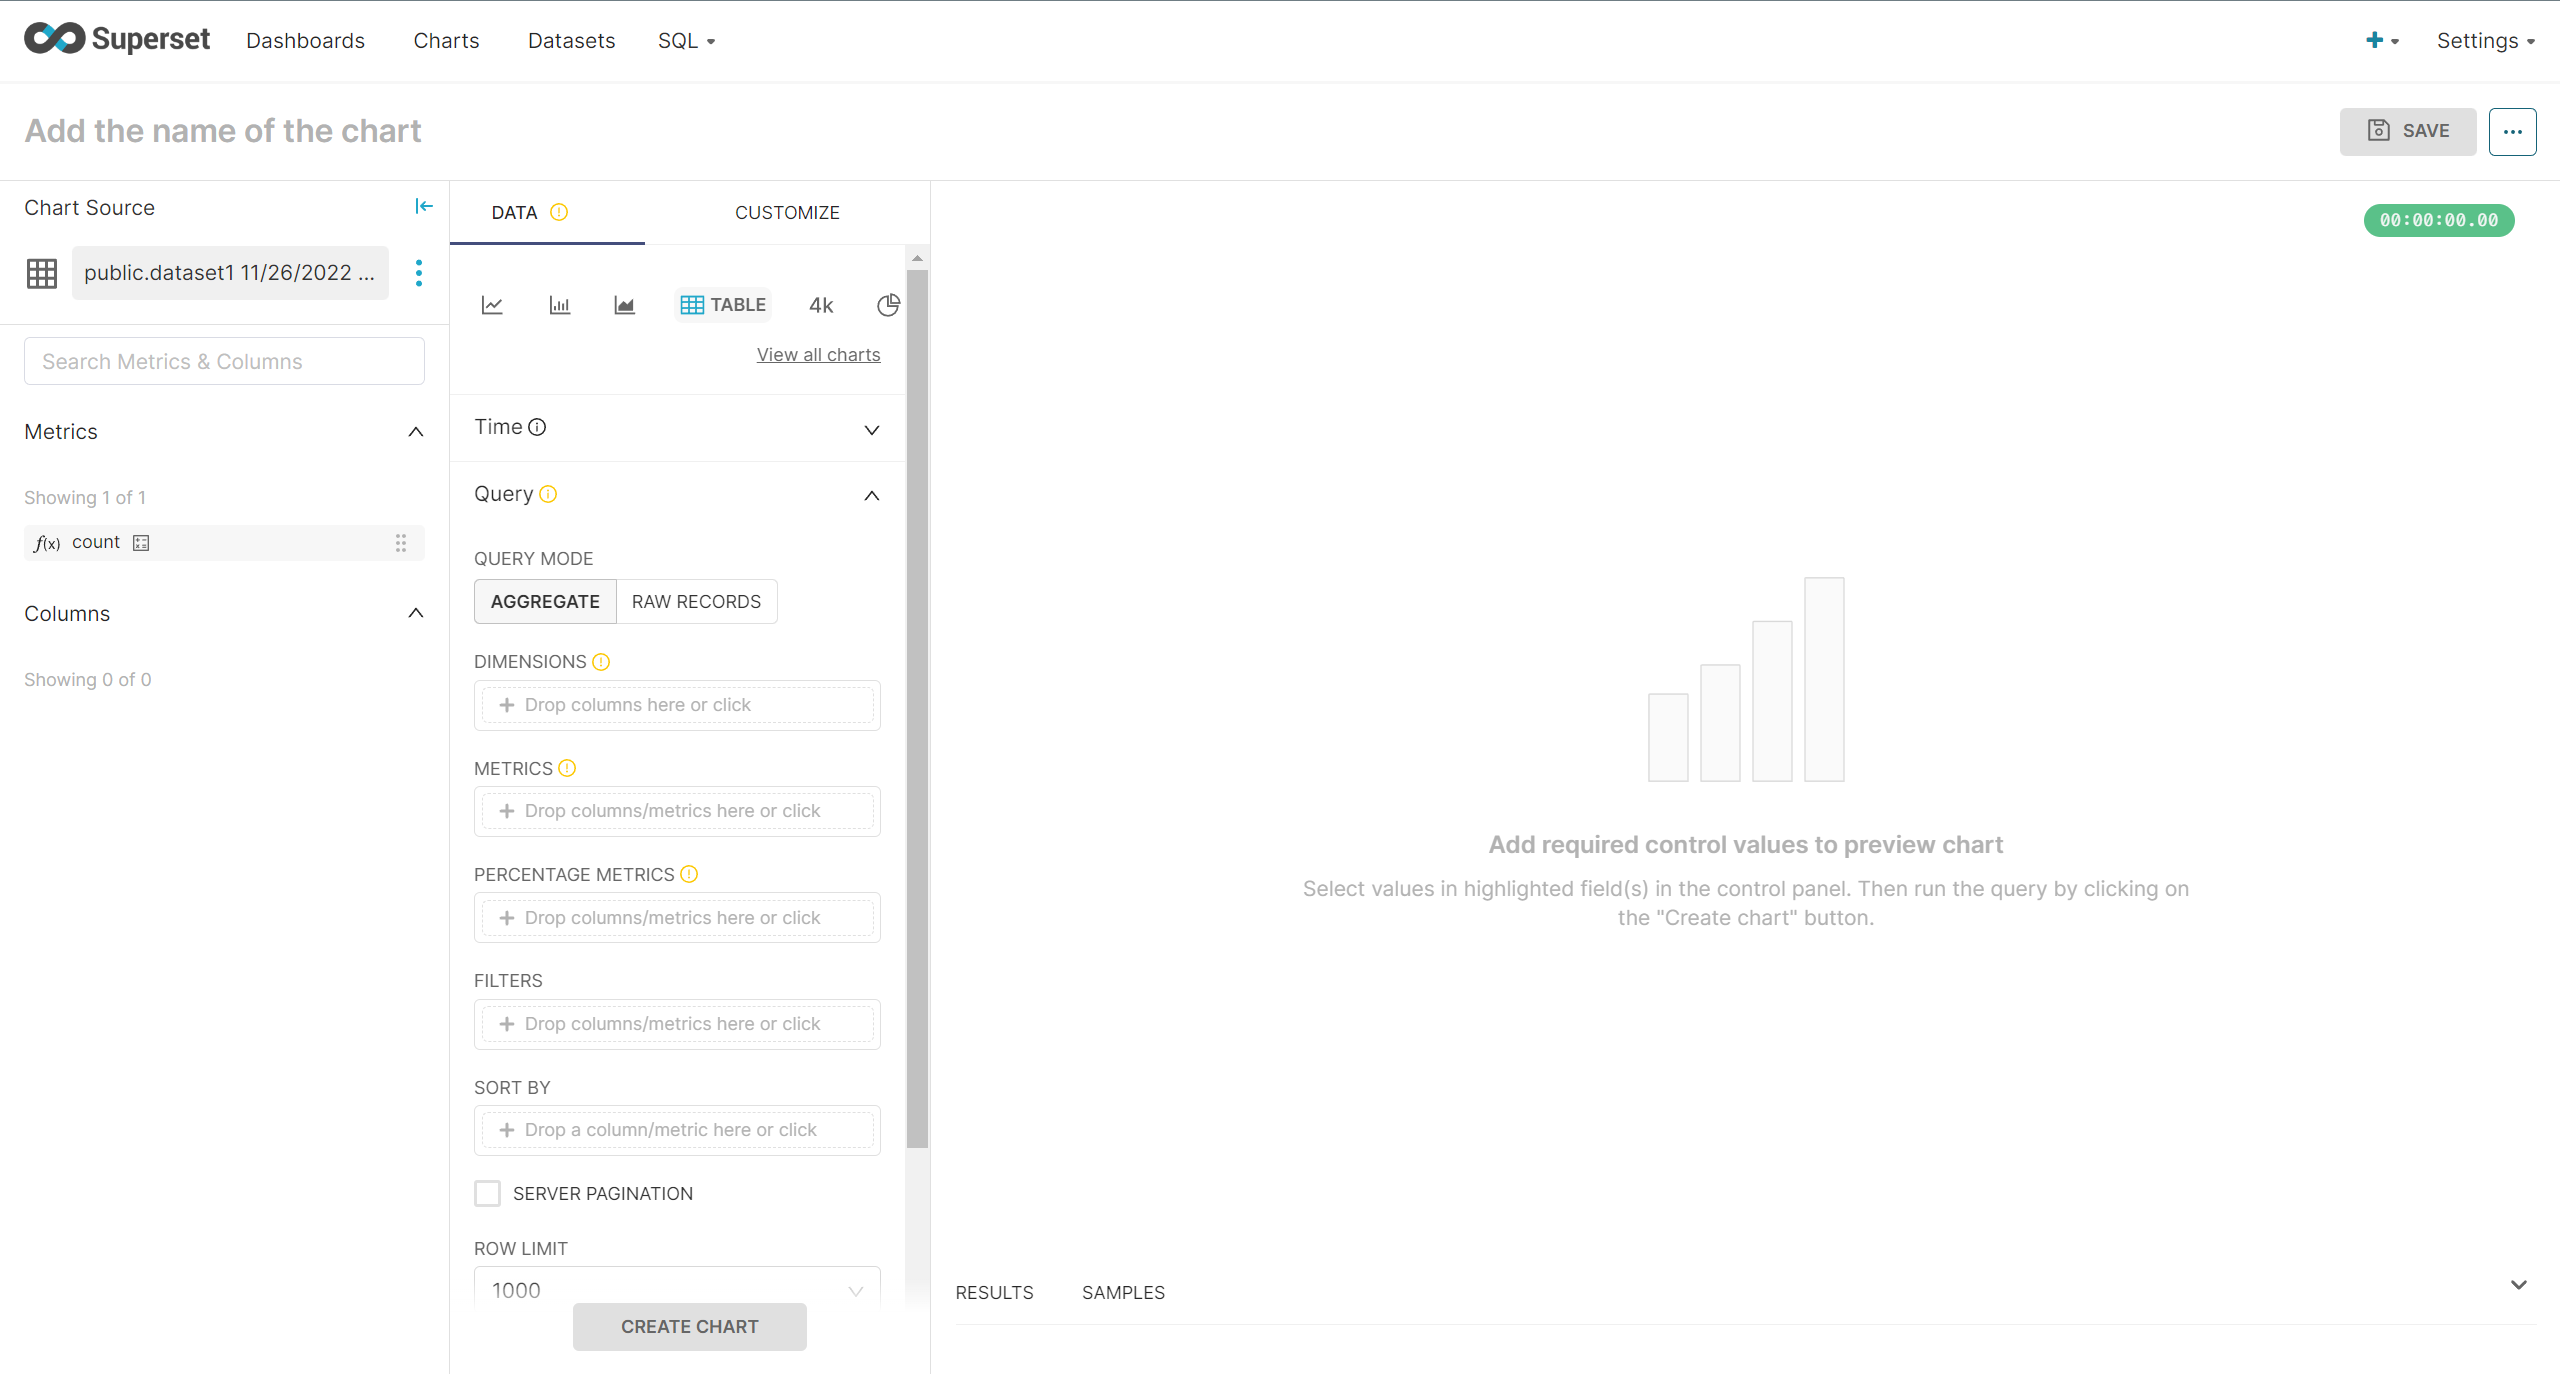 Superset Dashboards Charts Datasets SQL Settings
Add the name of the chart
SAVE
Chart Source
public.dataset1 11/26/2022 ...
Search Metrics & Columns
Metrics
Showing 1 of 1
f(x) count
Columns
Showing 0 of 0
DATA CUSTOMIZE
TABLE 4k
View all charts
Time
Query
QUERY MODE
AGGREGATE RAW RECORDS
DIMENSIONS
Drop columns here or click
METRICS
Drop columns/metrics here or click
PERCENTAGE METRICS
Drop columns/metrics here or click
FILTERS
Drop columns/metrics here or click
SORT BY
Drop a column/metric here or click
SERVER PAGINATION
ROW LIMIT
1000
CREATE CHART
00:00:00.00
Add required control values to preview chart
Select values in highlighted field(s) in the control panel. Then run the query by clicking on
the "Create chart" button.
RESULTS SAMPLES